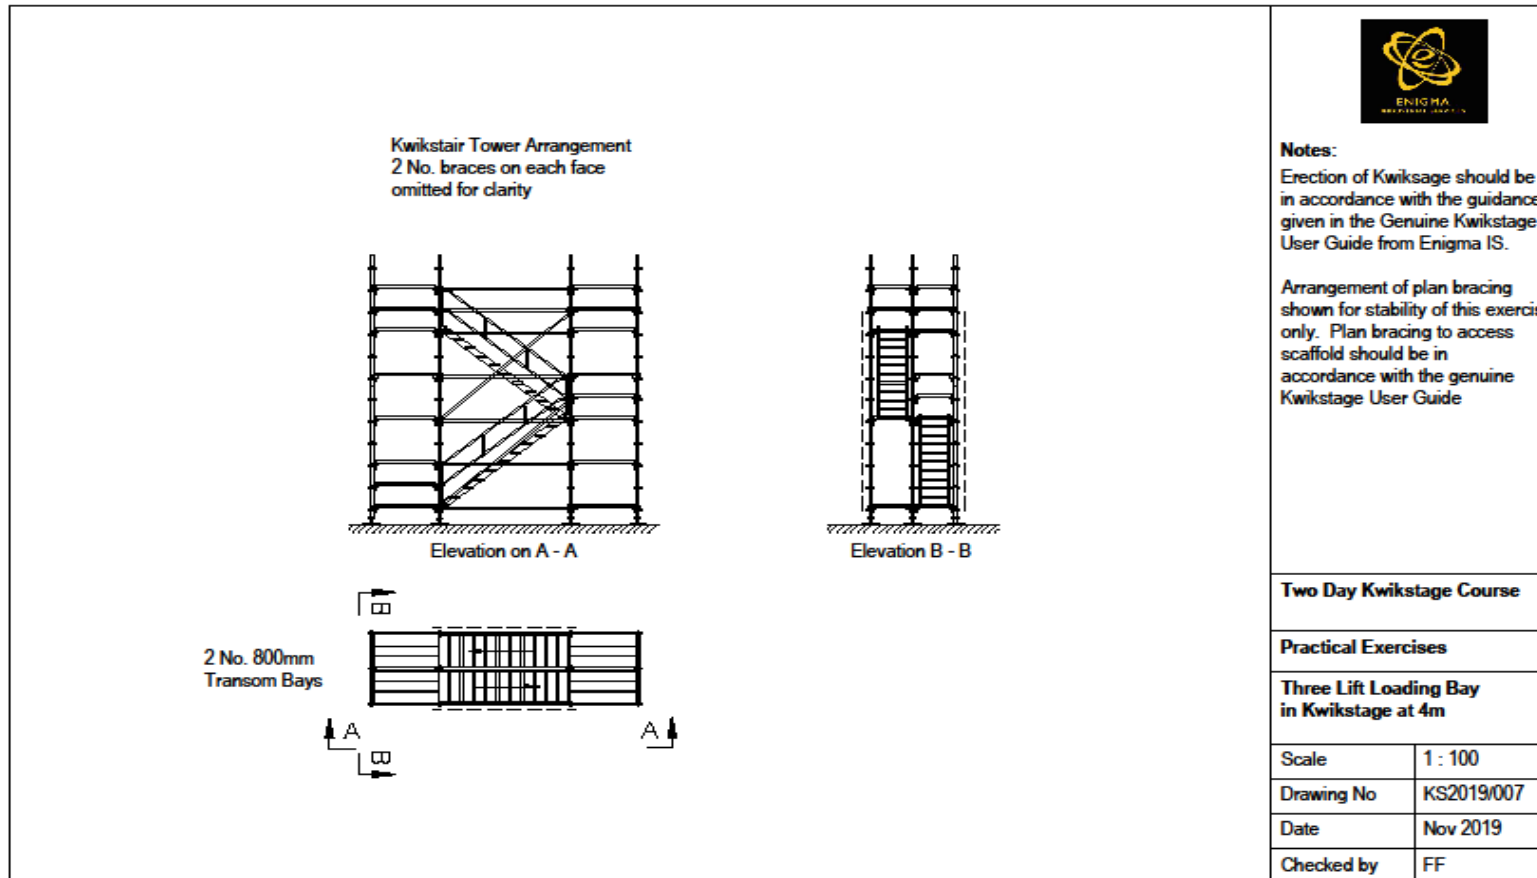 Kwikstair Tower Arrangement
2 No. braces on each face
omitted for clarity
Elevation on A - A
Elevation B - B
B
2 No. 800mm
Transom Bays
A
A
B
ENIGMA
Notes:
Erection of Kwiksage should be
in accordance with the guidance
given in the Genuine Kwikstage
User Guide from Enigma IS.
Arrangement of plan bracing
shown for stability of this exercis
only. Plan bracing to access
scaffold should be in
accordance with the genuine
Kwikstage User Guide
Two Day Kwikstage Course
Practical Exercises
Three Lift Loading Bay
in Kwikstage at 4m
Scale 1 : 100
Drawing No KS2019/007
Date Nov 2019
Checked by FF